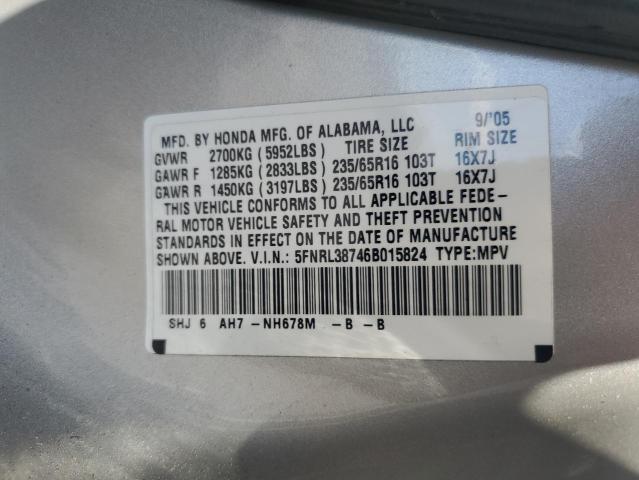 MFD. BY HONDA MFG. OF ALABAMA, LLC 9/'05
GVWR 2700KG (5952LBS) TIRE SIZE RIM SIZE
GAWR F 1285KG (2833LBS) 235/65R16 103T 16X7J
GAWR R 1450KG (3197LBS) 235/65R16 103T 16X7J
THIS VEHICLE CONFORMS TO ALL APPLICABLE FEDE-
RAL MOTOR VEHICLE SAFETY AND THEFT PREVENTION
STANDARDS IN EFFECT ON THE DATE OF MANUFACTURE
SHOWN ABOVE. V.I.N.: 5FNRL38746B015824 TYPE:MPV
SHJ 6 AH7 -NH678M -B -B